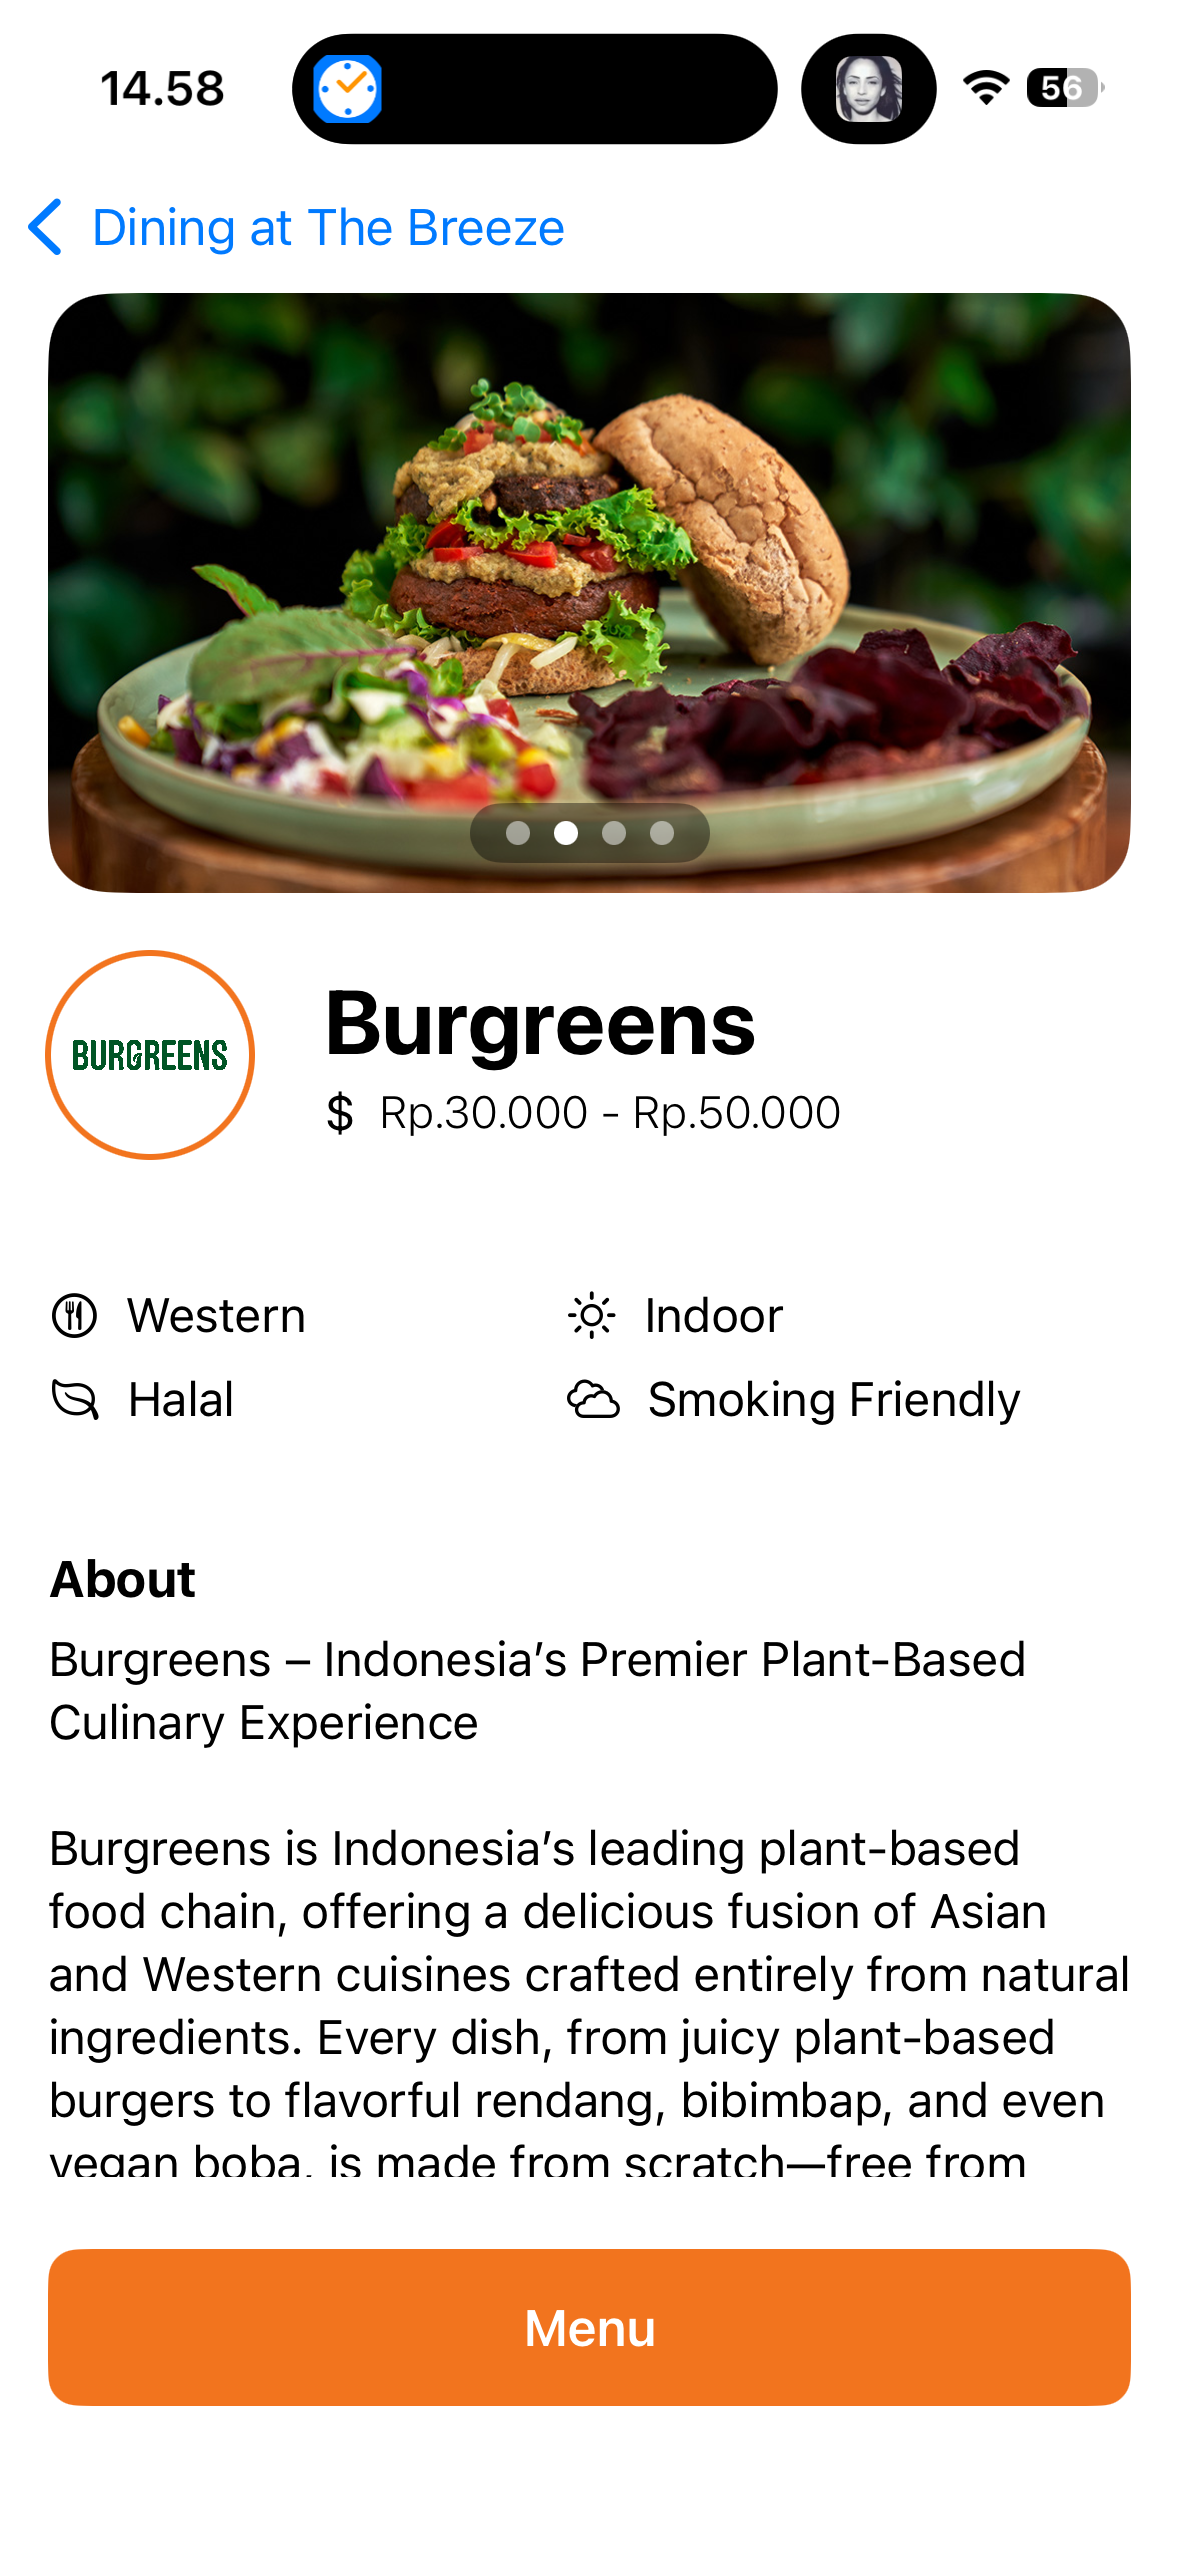 14.58
56
Dining at The Breeze
BURGREENS
Burgreens
$ Rp.30.000 - Rp.50.000
Western
Indoor
Halal
Smoking Friendly
About
Burgreens – Indonesia’s Premier Plant-Based
Culinary Experience
Burgreens is Indonesia’s leading plant-based
food chain, offering a delicious fusion of Asian
and Western cuisines crafted entirely from natural
ingredients. Every dish, from juicy plant-based
burgers to flavorful rendang, bibimbap, and even
vegan boba, is made from scratch—free from
Menu